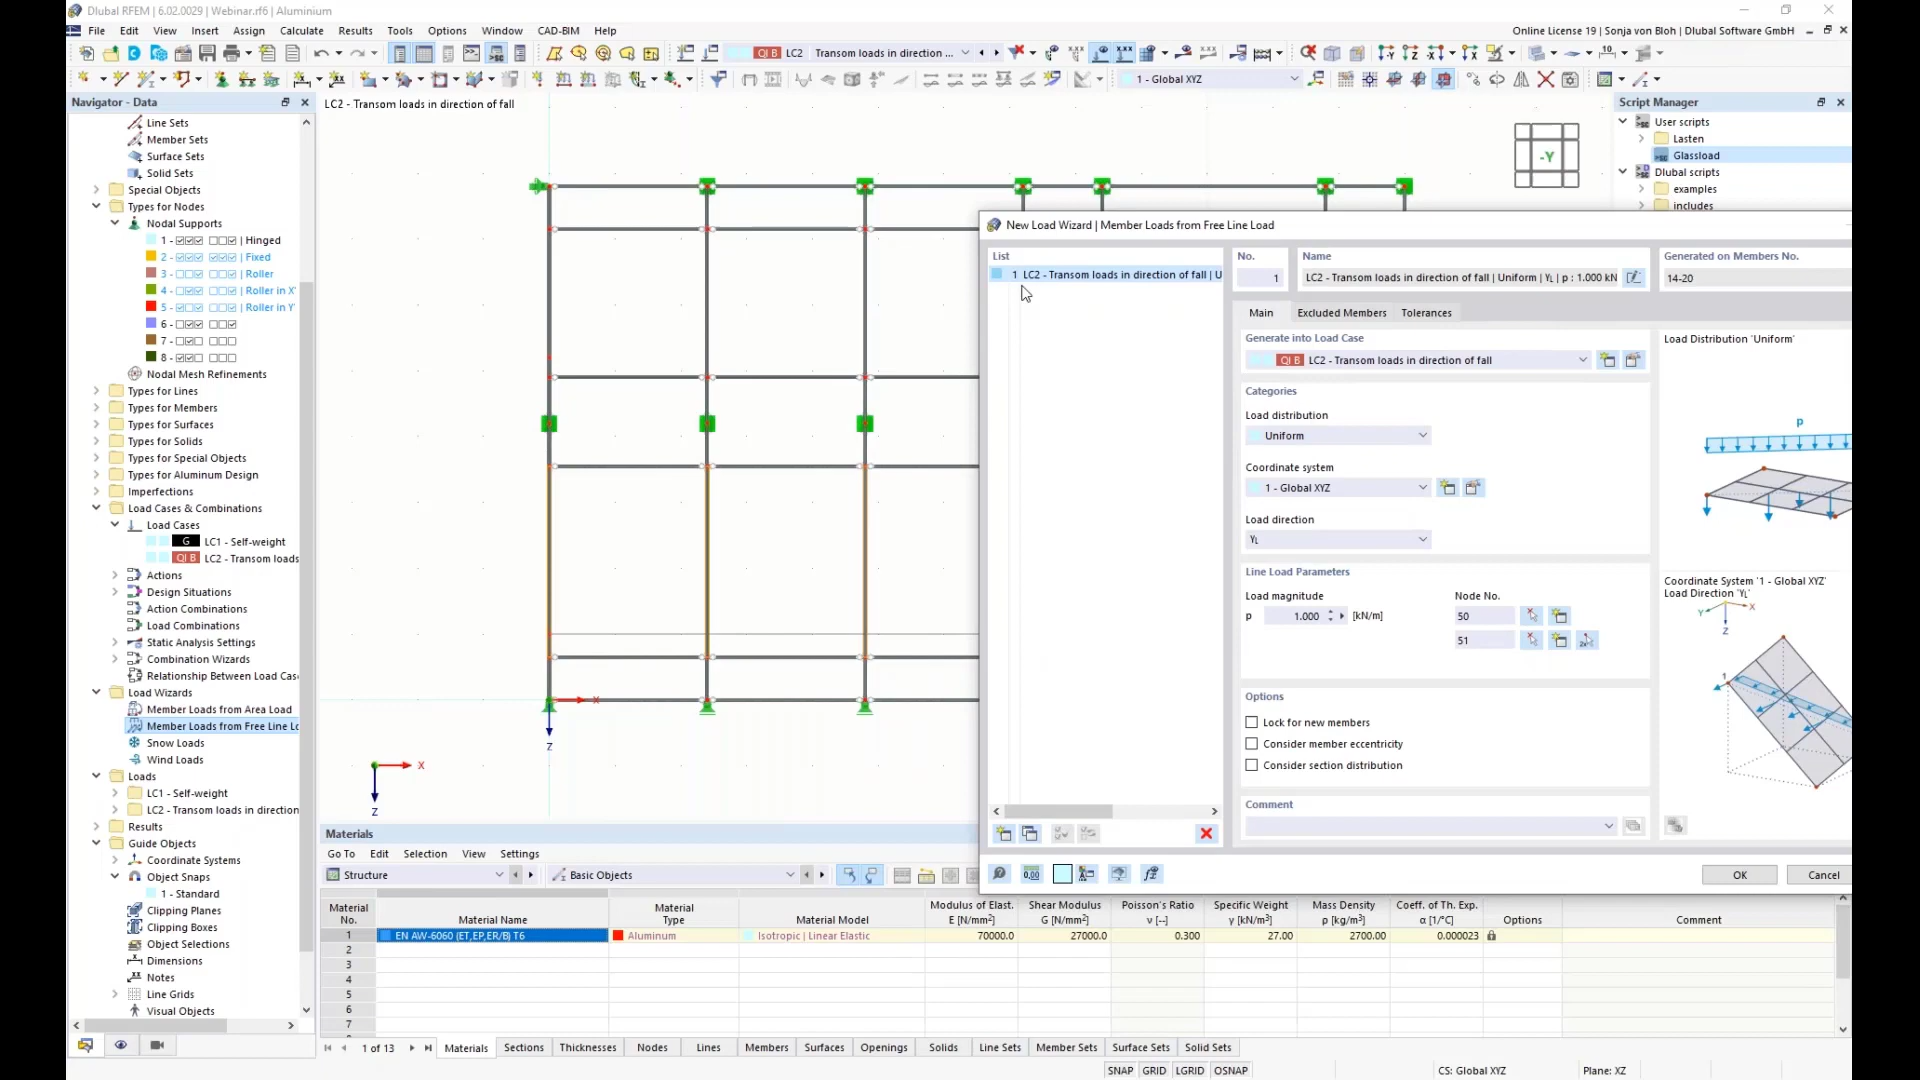 Dlubal RFEM | 6.02.0029 | Webinar.rf6 | Aluminium
File Edit View Insert Assign Calculate Results Tools Options Window CAD-BIM Help
Online License 19 | Sonja von Bloh | Dlubal Software GmbH
QI B LC2 Transom loads in direction ...
1 - Global XYZ
Navigator - Data
Line Sets
Member Sets
Surface Sets
Solid Sets
Special Objects
Types for Nodes
Nodal Supports
1 - | Hinged
2 - | Fixed
3 - | Roller
4 - | Roller in X'
5 - | Roller in Y'
6 -
7 -
8 -
Nodal Mesh Refinements
Types for Lines
Types for Members
Types for Surfaces
Types for Solids
Types for Special Objects
Types for Aluminum Design
Imperfections
Load Cases & Combinations
Load Cases
G LC1 - Self-weight
QI B LC2 - Transom loads
Actions
Design Situations
Action Combinations
Load Combinations
Static Analysis Settings
Combination Wizards
Relationship Between Load Cas
Load Wizards
Member Loads from Area Load
Member Loads from Free Line Lo
Snow Loads
Wind Loads
Loads
LC1 - Self-weight
LC2 - Transom loads in direction
Results
Guide Objects
Coordinate Systems
Object Snaps
1 - Standard
Clipping Planes
Clipping Boxes
Object Selections
Dimensions
Notes
Line Grids
Visual Objects
LC2 - Transom loads in direction of fall
-Y
X
Z
X
Z
Script Manager
User scripts
Lasten
Glassload
Dlubal scripts
examples
includes
New Load Wizard | Member Loads from Free Line Load
List
1 LC2 - Transom loads in direction of fall | U
No.
1
Name
LC2 - Transom loads in direction of fall | Uniform | YL | p : 1.000 kN
Generated on Members No.
14-20
Main Excluded Members Tolerances
Generate into Load Case
QI B LC2 - Transom loads in direction of fall
Categories
Load distribution
Uniform
Coordinate system
1 - Global XYZ
Load direction
YL
Line Load Parameters
Load magnitude
p 1.000 [kN/m]
Node No.
50
51
Options
Lock for new members
Consider member eccentricity
Consider section distribution
Comment
Load Distribution 'Uniform'
p
Coordinate System '1 - Global XYZ'
Load Direction 'YL'
Y X
Z
1
OK Cancel
Materials
Go To Edit Selection View Settings
Structure Basic Objects
Material No. Material Name Material Type Material Model Modulus of Elast. E [N/mm²] Shear Modulus G [N/mm²] Poisson's Ratio ν [--] Specific Weight γ [kN/m³] Mass Density ρ [kg/m³] Coeff. of Th. Exp. α [1/°C] Options Comment
1 EN AW-6060 (ET,EP,ER/B) T6 Aluminum Isotropic | Linear Elastic 70000.0 27000.0 0.300 27.00 2700.00 0.000023
2
3
4
5
6
7
1 of 13 Materials Sections Thicknesses Nodes Lines Members Surfaces Openings Solids Line Sets Member Sets Surface Sets Solid Sets
SNAP GRID LGRID OSNAP CS: Global XYZ Plane: XZ